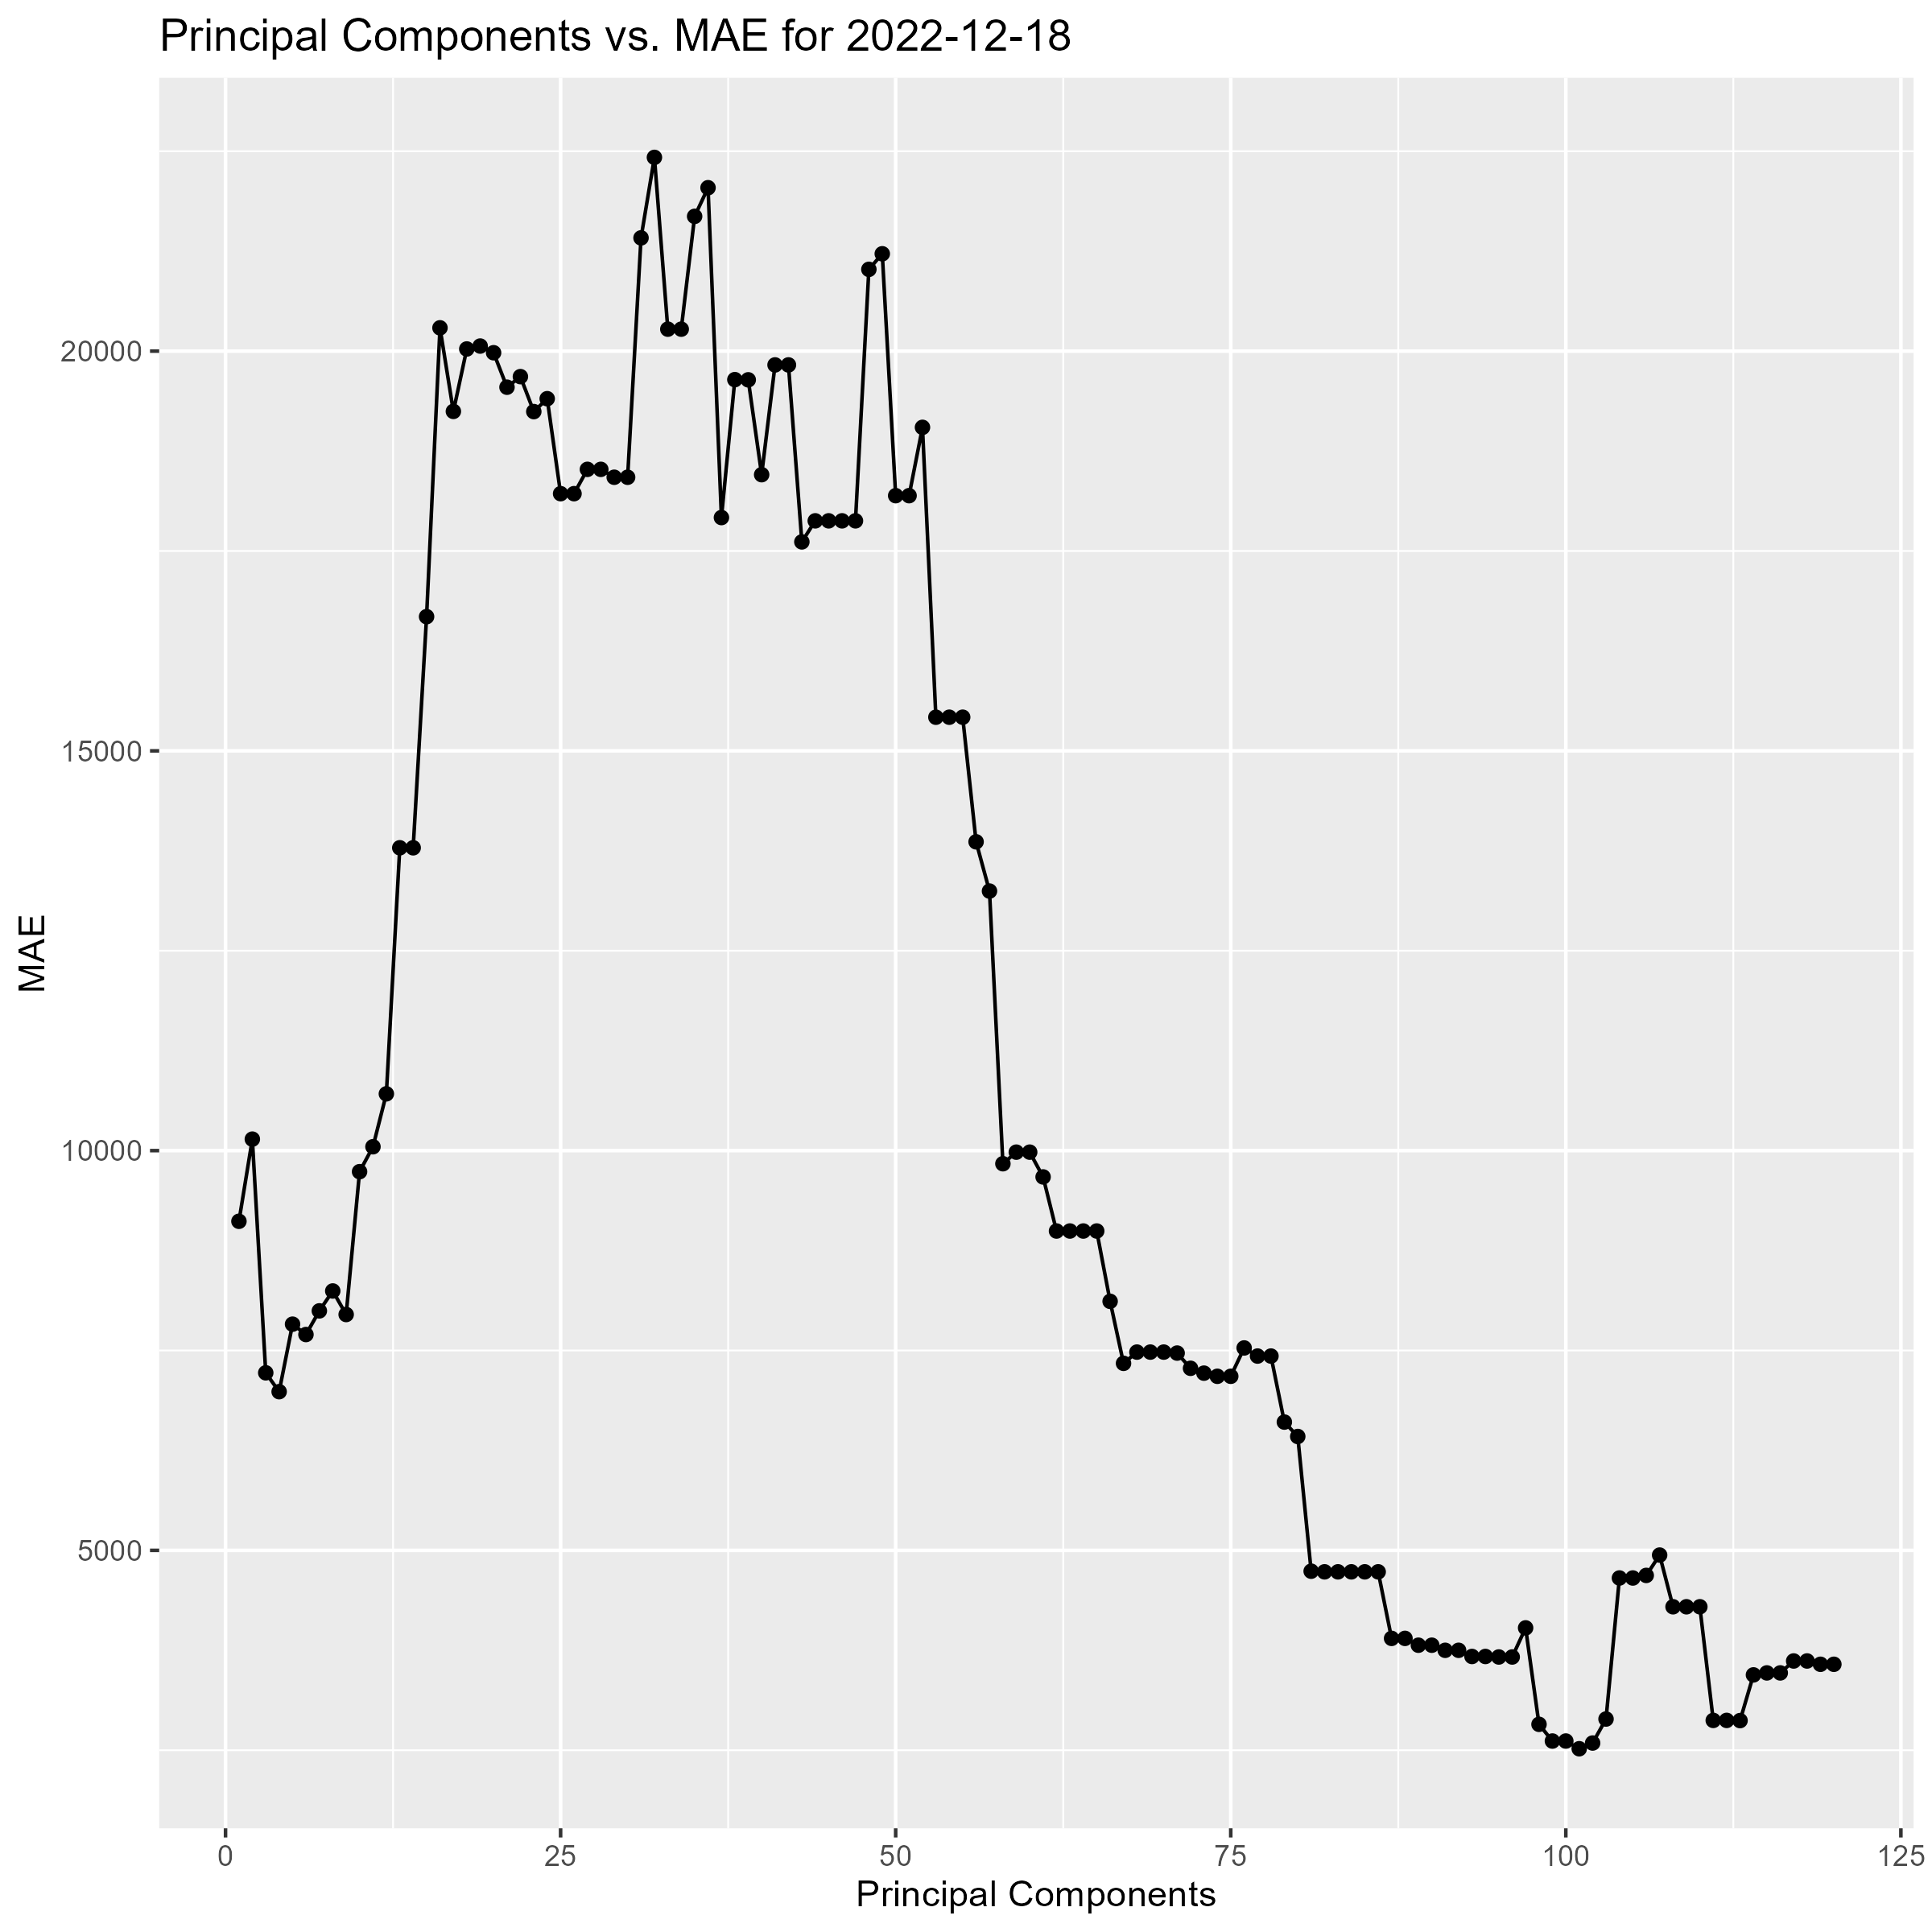 Principal Components vs. MAE for 2022-12-18
MAE
20000
15000
10000
5000
0 25 50 75 100 125
Principal Components